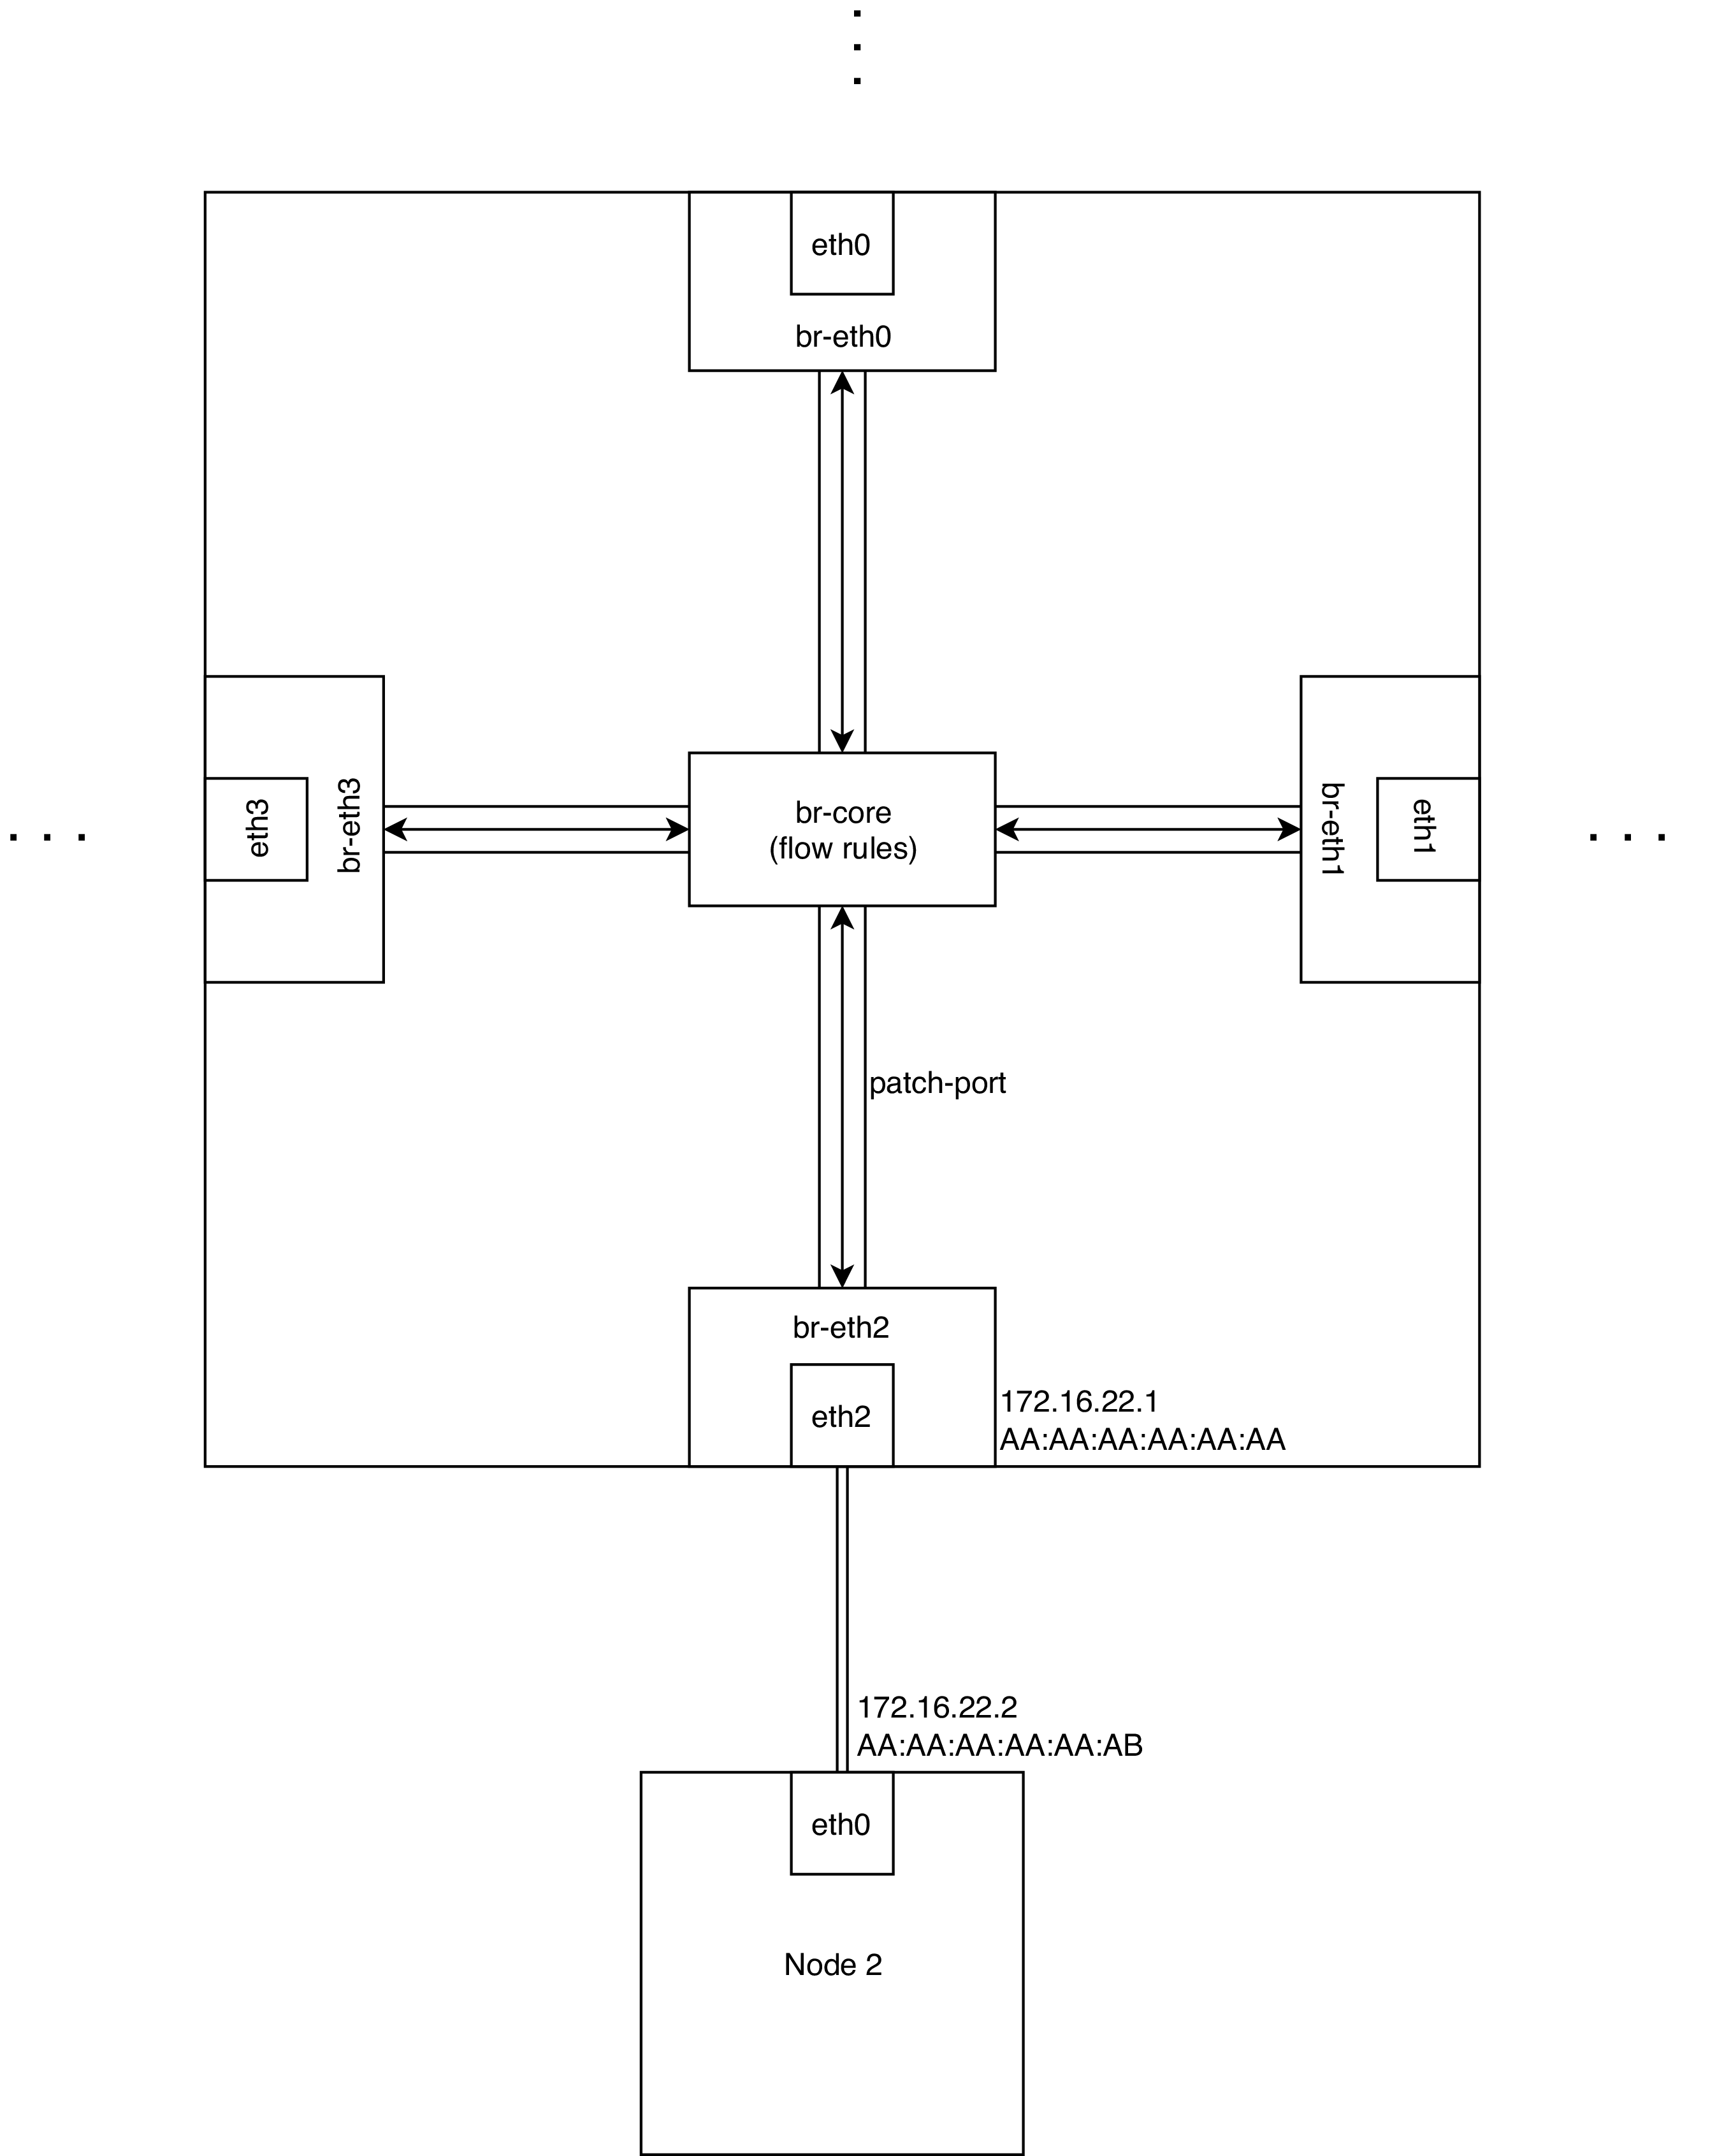 eth0
br-eth0
eth3
br-eth3
br-core
(flow rules)
br-eth1
eth1
patch-port
br-eth2
eth2
172.16.22.1
AA:AA:AA:AA:AA:AA
172.16.22.2
AA:AA:AA:AA:AA:AB
eth0
Node 2